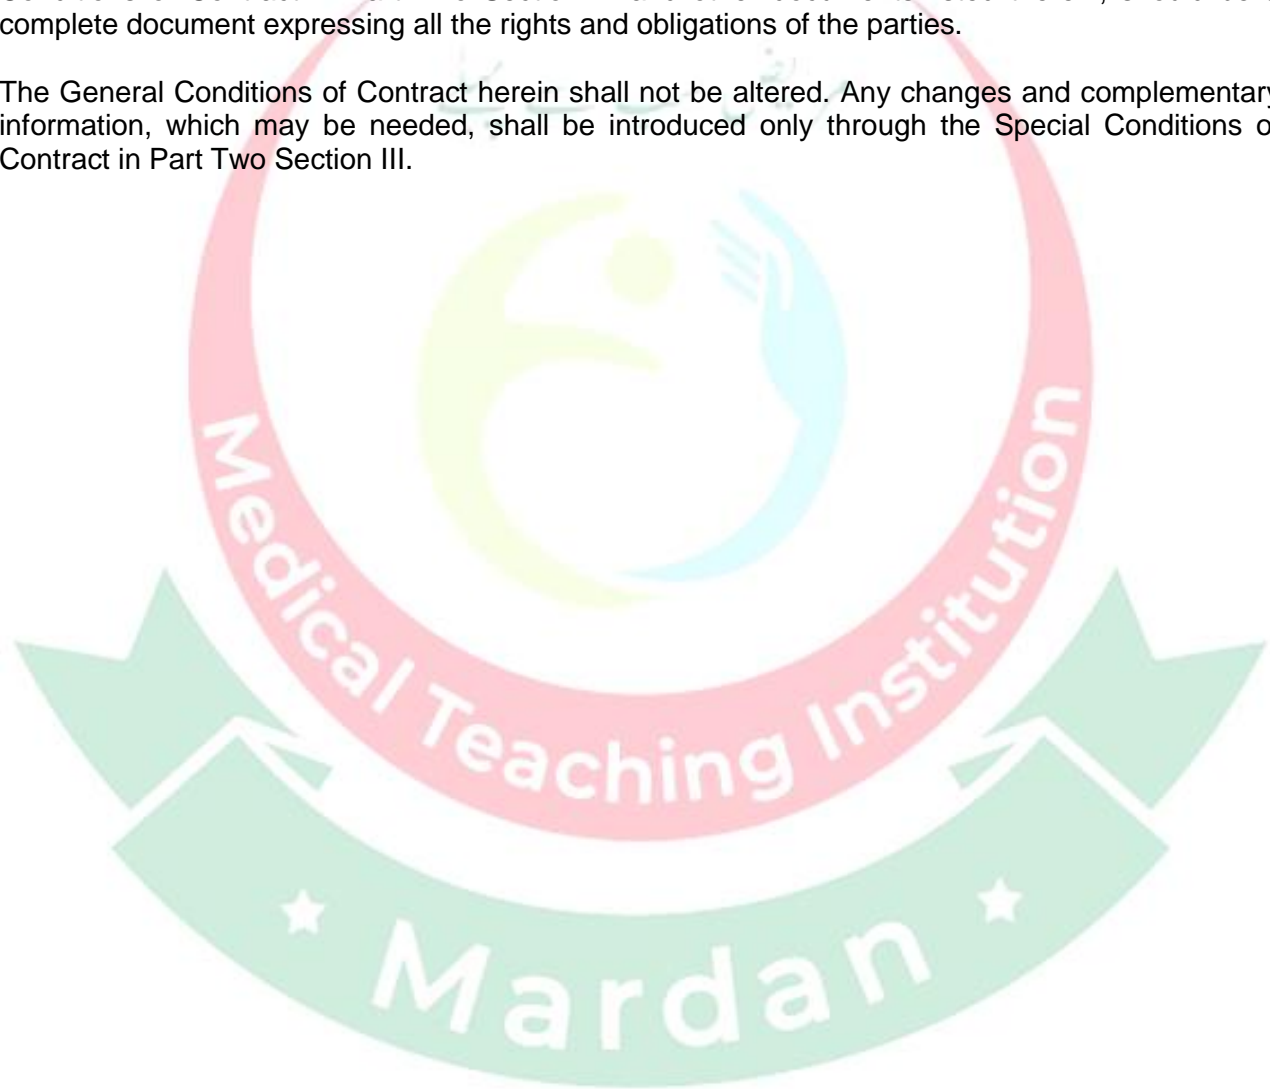 complete document expressing all the rights and obligations of the parties.
The General Conditions of Contract herein shall not be altered. Any changes and complementary
information, which may be needed, shall be introduced only through the Special Conditions o
Contract in Part Two Section III.
Medical Teaching Institution
Mardan